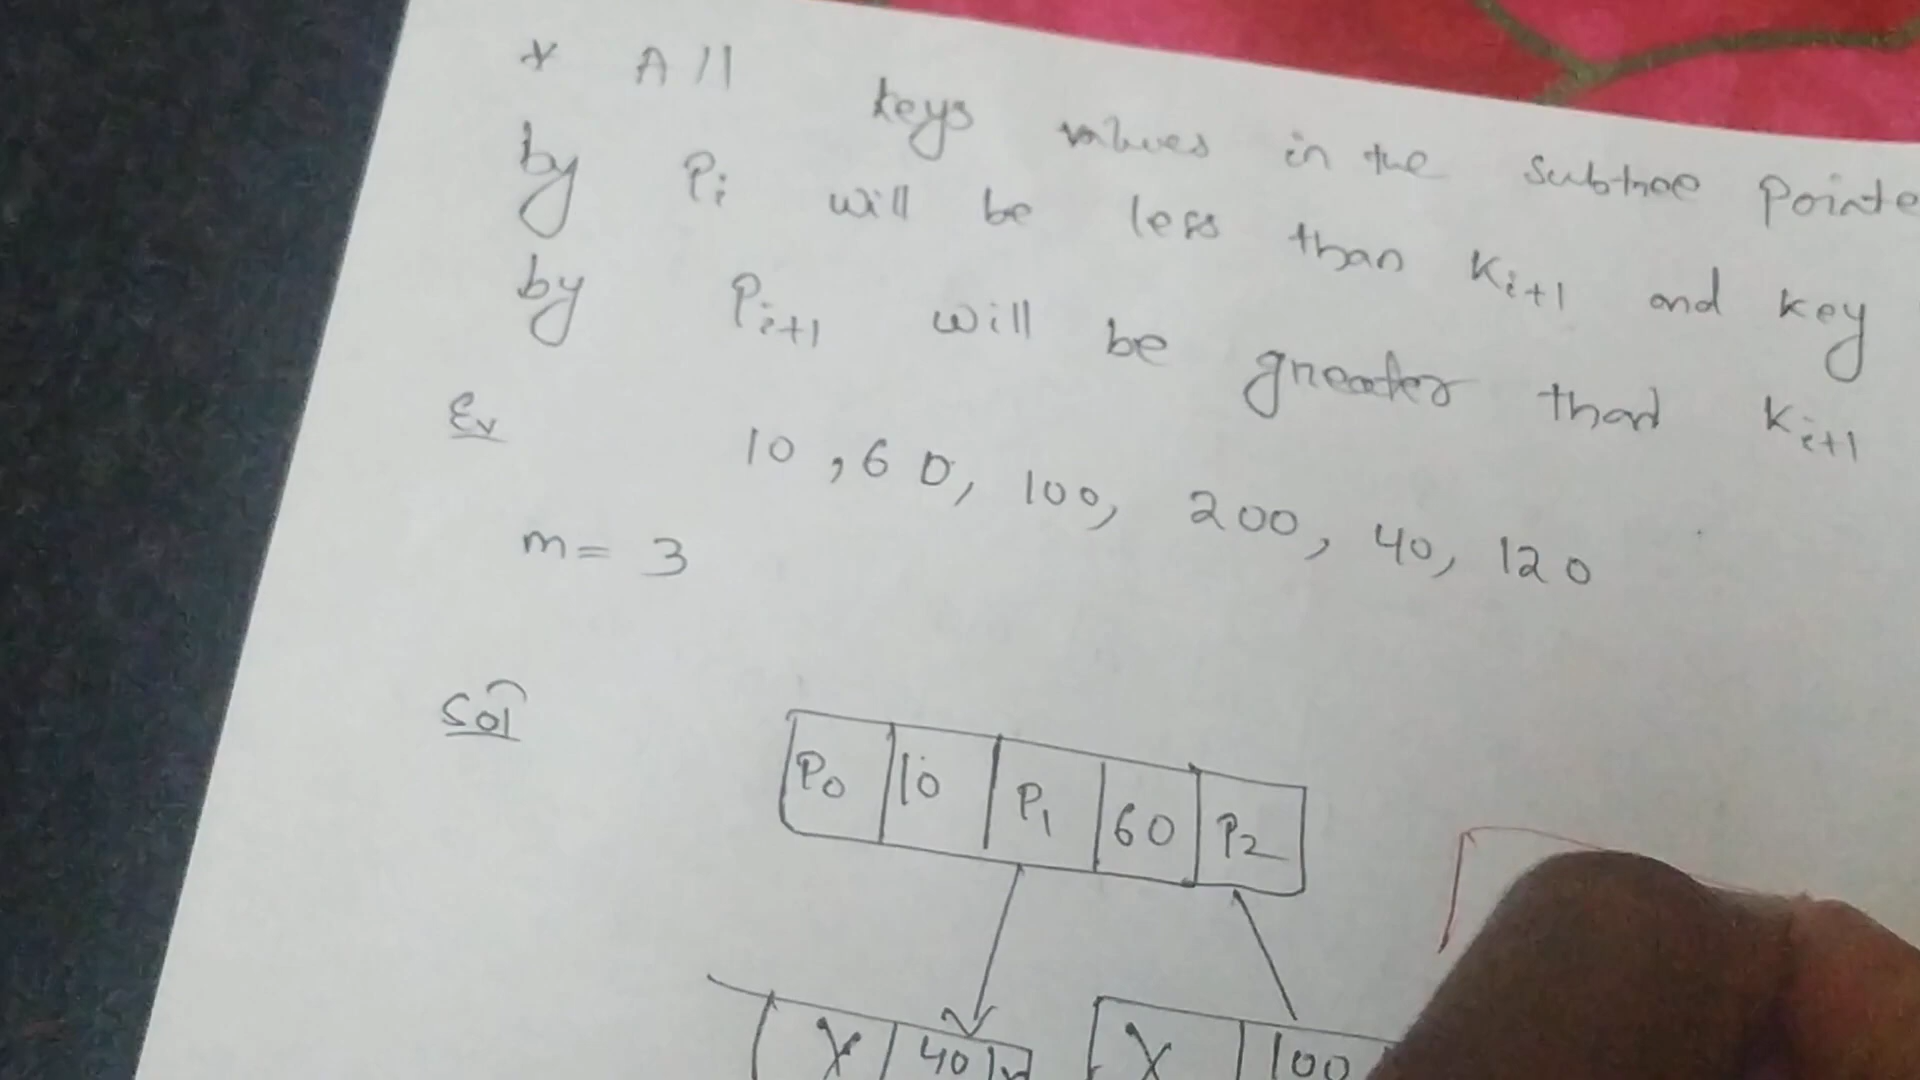 * All keys values in the subtree Pointe
by Pi will be less than Ki+1 and key
by Pi+1 will be greater than Ki+1
Ex 10, 60, 100, 200, 40, 120
m = 3
Sol
P0 10 P1 60 P2
X 40 X 100